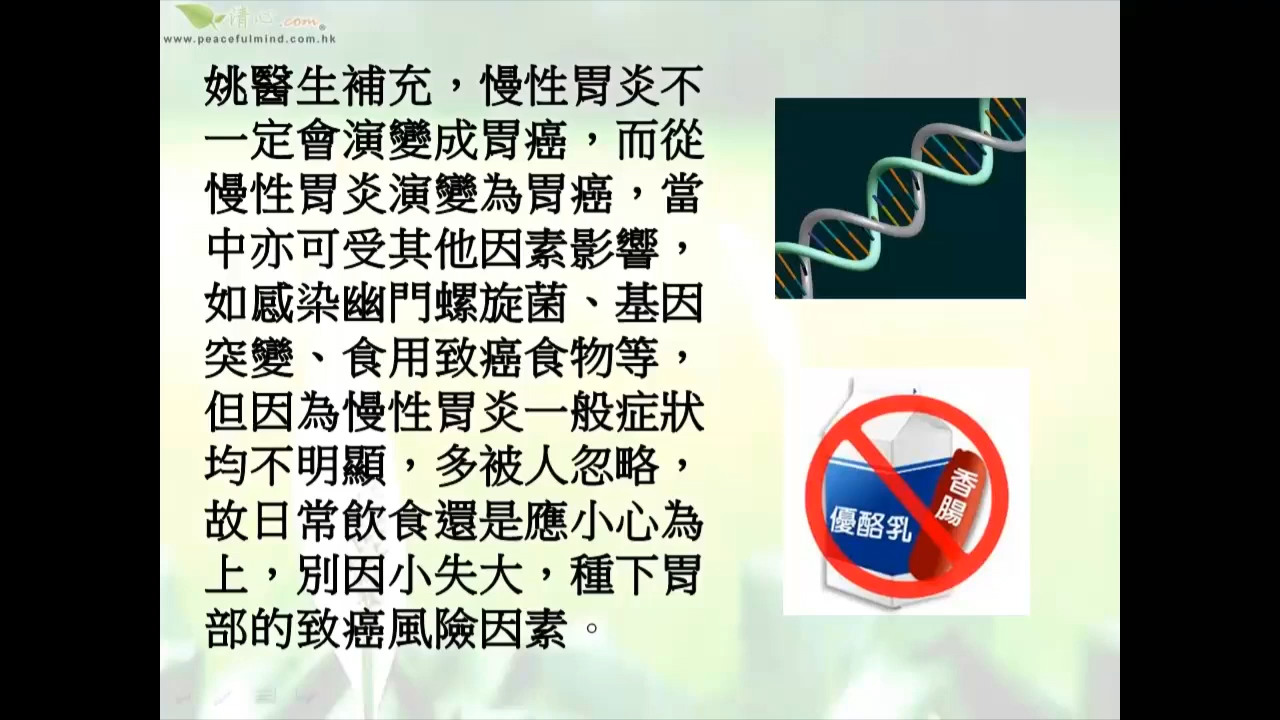 清心.com®
www.peacefulmind.com.hk
姚醫生補充，慢性胃炎不
一定會演變成胃癌，而從
慢性胃炎演變為胃癌，當
中亦可受其他因素影響，
如感染幽門螺旋菌、基因
突變、食用致癌食物等，
但因為慢性胃炎一般症狀
均不明顯，多被人忽略，
故日常飲食還是應小心為
上，別因小失大，種下胃
部的致癌風險因素。
香腸
優酪乳